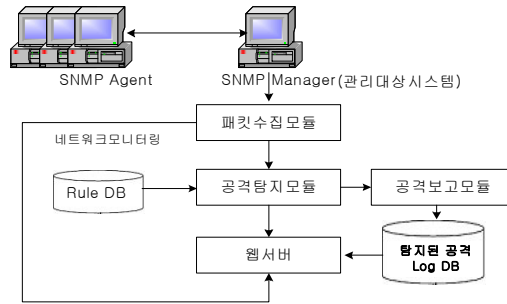 SNMP Agent
SNMP Manager(관리대상시스템)
패킷수집모듈
네트워크모니터링
Rule DB
공격탐지모듈
공격보고모듈
웹서버
탐지된 공격
Log DB